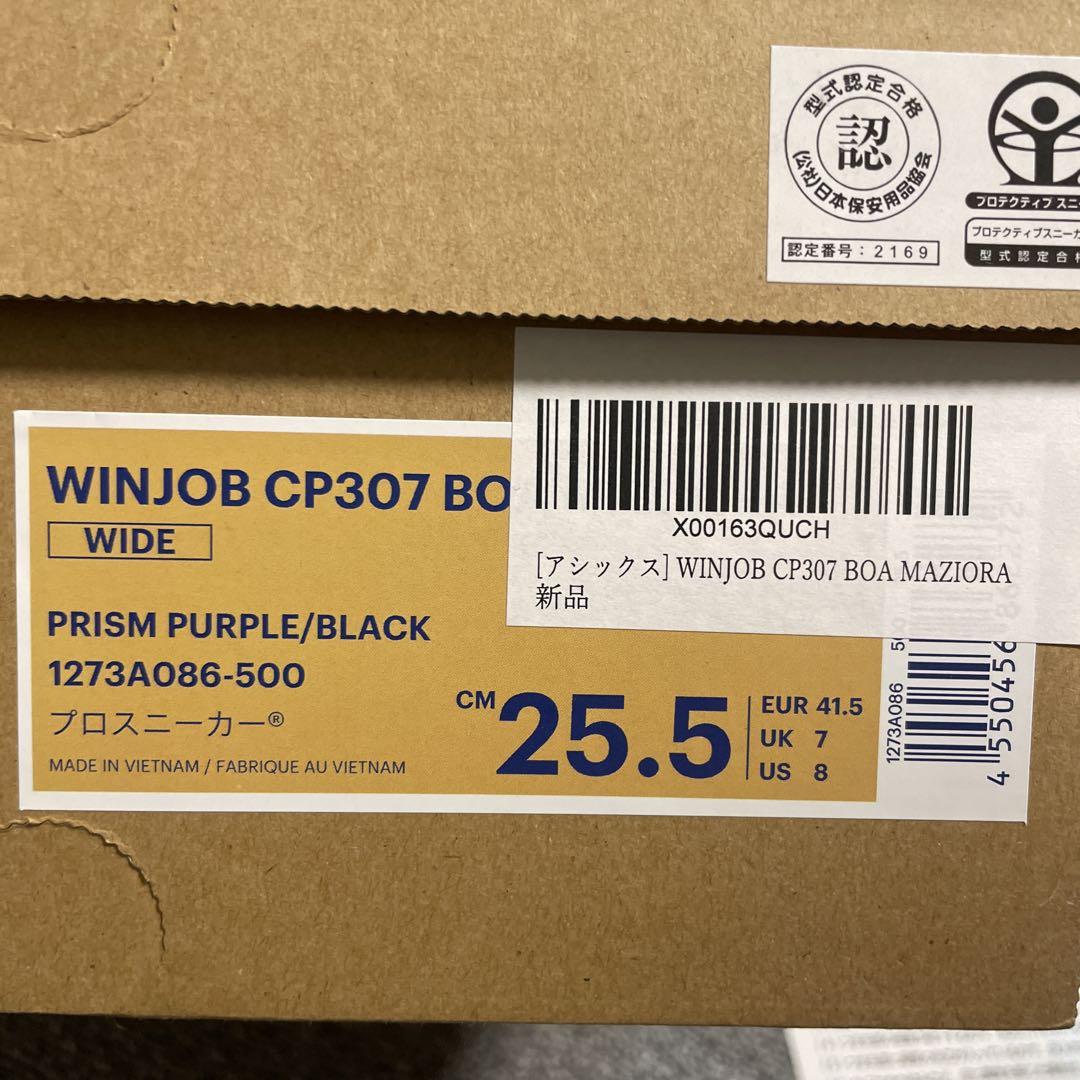 型式認定合格
認
(公社)日本保安用品協会
認定番号：2169
プロテクティブ スニ
プロテクティブスニーカ
型式認定合格
X00163QUCH
[アシックス] WINJOB CP307 BOA MAZIORA
新品
WINJOB CP307 BO
WIDE
PRISM PURPLE/BLACK
1273A086-500
プロスニーカー®
MADE IN VIETNAM / FABRIQUE AU VIETNAM
CM 25.5
EUR 41.5
UK 7
US 8
1273A086
4 550456